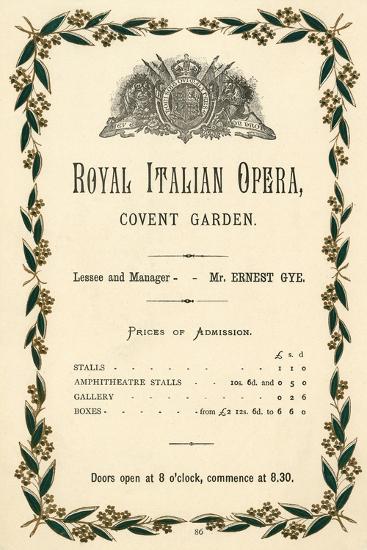 ROYAL ITALIAN OPERA,
COVENT GARDEN.
Lessee and Manager - - Mr. ERNEST GYE.
PRICES OF ADMISSION.
£ s. d
STALLS - - - - - - - 1 1 0
AMPHITHEATRE STALLS - - 10s. 6d. and 0 5 0
GALLERY - - - - - - - 0 2 6
BOXES - - - - - -from £2 12s. 6d. to 6 6 0
Doors open at 8 o'clock, commence at 8.30.
86